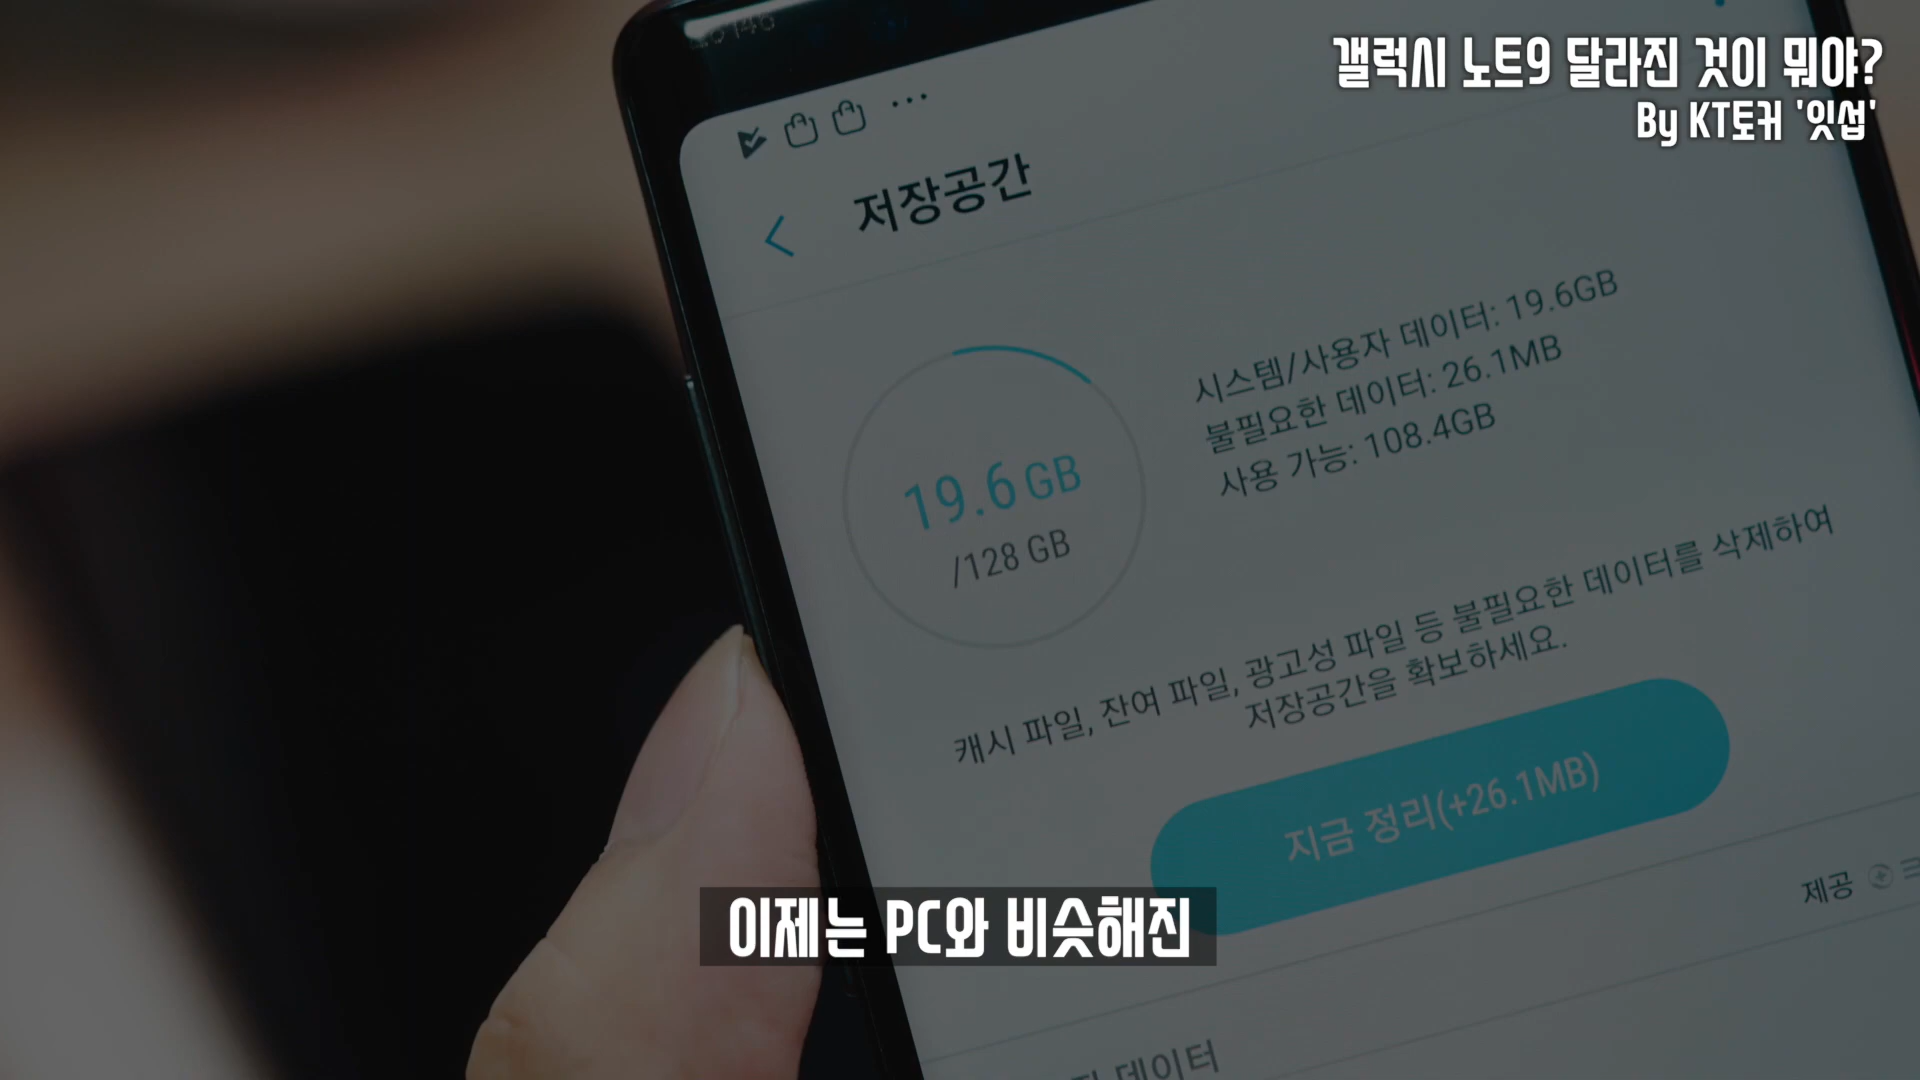 갤럭시 노트9 달라진 것이 뭐야?
By KT토커 '잇섭'
저장공간
19.6 GB
/128 GB
시스템/사용자 데이터: 19.6GB
불필요한 데이터: 26.1MB
사용 가능: 108.4GB
캐시 파일, 잔여 파일, 광고성 파일 등 불필요한 데이터를 삭제하여
저장공간을 확보하세요.
지금 정리(+26.1MB)
제공
이제는 PC와 비슷해진
데이터